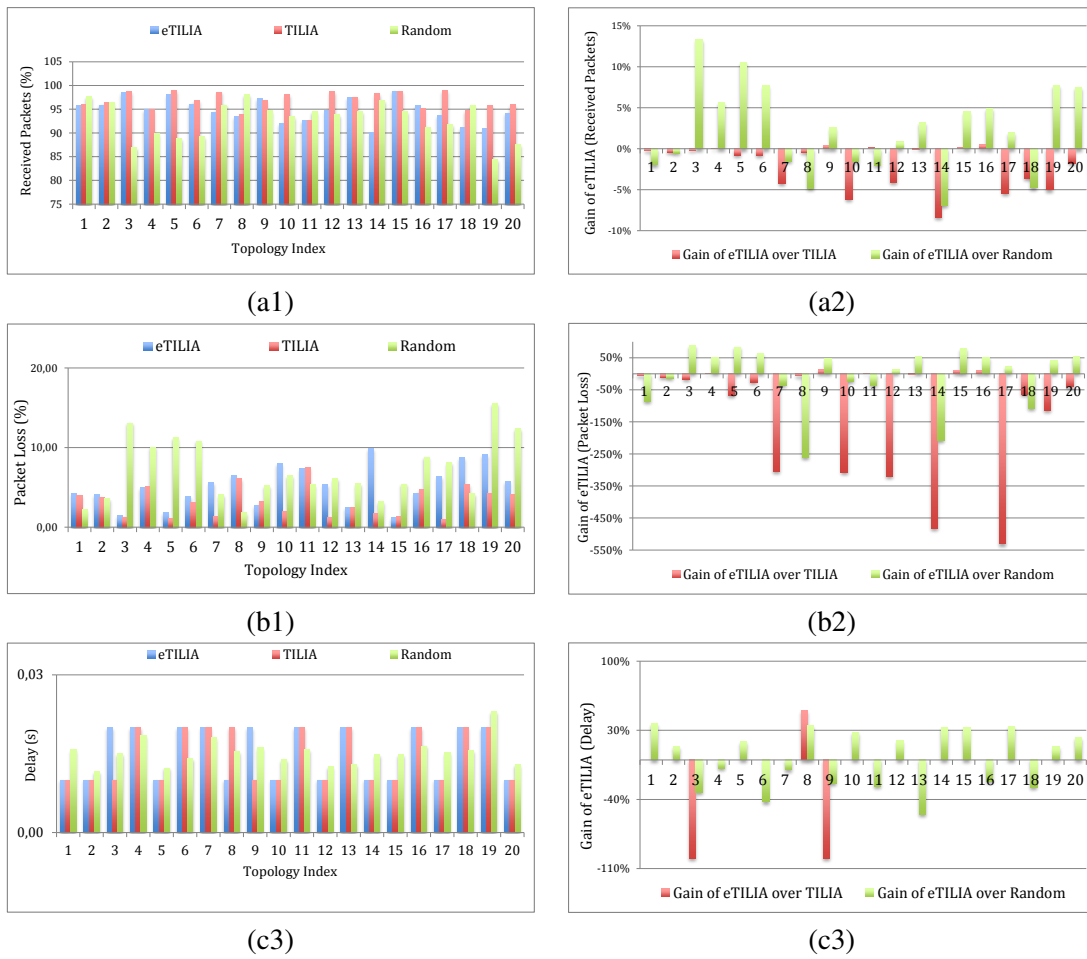 eTILIA TILIA Random
Received Packets (%)
105
100
95
90
85
80
75
1 2 3 4 5 6 7 8 9 10 11 12 13 14 15 16 17 18 19 20
Topology Index
(a1)
Gain of eTILIA (Received Packets)
15%
10%
5%
0%
-5%
-10%
1 2 3 4 5 6 7 8 9 10 11 12 13 14 15 16 17 18 19 20
Gain of eTILIA over TILIA Gain of eTILIA over Random
(a2)
eTILIA TILIA Random
Packet Loss (%)
20,00
10,00
0,00
1 2 3 4 5 6 7 8 9 10 11 12 13 14 15 16 17 18 19 20
Topology Index
(b1)
Gain of eTILIA (Packet Loss)
50%
-50%
-150%
-250%
-350%
-450%
-550%
1 2 3 4 5 6 7 8 9 10 11 12 13 14 15 16 17 18 19 20
Gain of eTILIA over TILIA Gain of eTILIA over Random
(b2)
eTILIA TILIA Random
Delay (s)
0,03
0,00
1 2 3 4 5 6 7 8 9 10 11 12 13 14 15 16 17 18 19 20
Topology Index
(c3)
Gain of eTILIA (Delay)
100%
30%
-40%
-110%
1 2 3 4 5 6 7 8 9 10 11 12 13 14 15 16 17 18 19 20
Gain of eTILIA over TILIA Gain of eTILIA over Random
(c3)